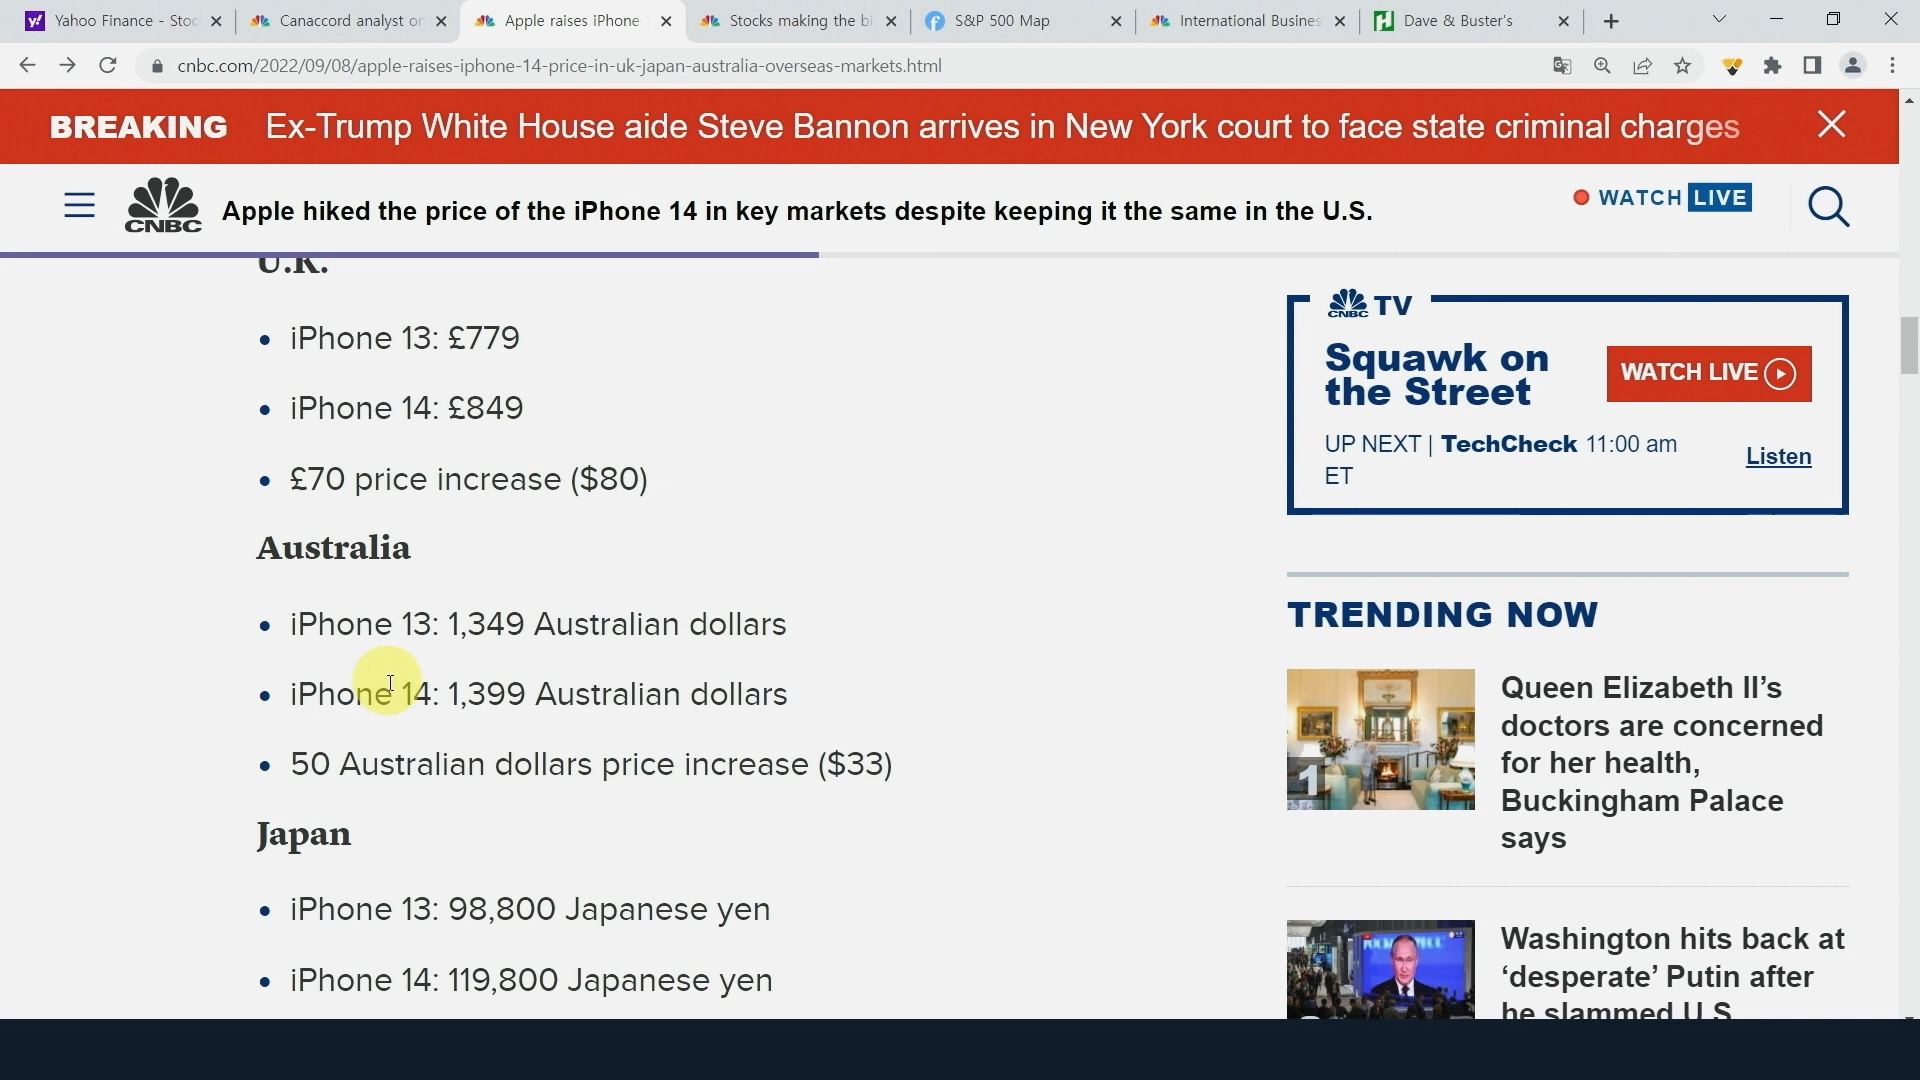 Yahoo Finance - Stoc
Canaccord analyst on
Apple raises iPhone
Stocks making the bi
S&P 500 Map
International Busines
Dave & Buster's
cnbc.com/2022/09/08/apple-raises-iphone-14-price-in-uk-japan-australia-overseas-markets.html
BREAKING Ex-Trump White House aide Steve Bannon arrives in New York court to face state criminal charges
CNBC
Apple hiked the price of the iPhone 14 in key markets despite keeping it the same in the U.S.
WATCH LIVE
U.K.
• iPhone 13: £779
• iPhone 14: £849
• £70 price increase ($80)
Australia
• iPhone 13: 1,349 Australian dollars
• iPhone 14: 1,399 Australian dollars
• 50 Australian dollars price increase ($33)
Japan
• iPhone 13: 98,800 Japanese yen
• iPhone 14: 119,800 Japanese yen
CNBC TV
Squawk on
the Street
WATCH LIVE
UP NEXT | TechCheck 11:00 am
ET
Listen
TRENDING NOW
1
Queen Elizabeth II’s
doctors are concerned
for her health,
Buckingham Palace
says
Washington hits back at
‘desperate’ Putin after
he slammed U.S.